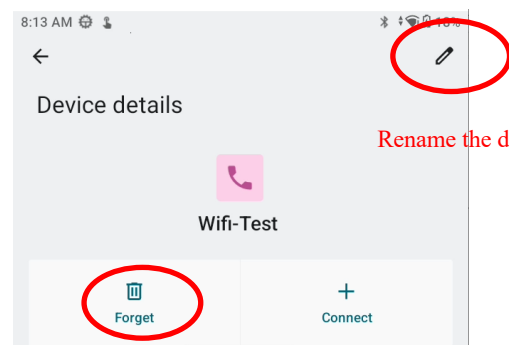 8:13 AM
Device details
Rename the d
Wifi-Test
Forget
Connect